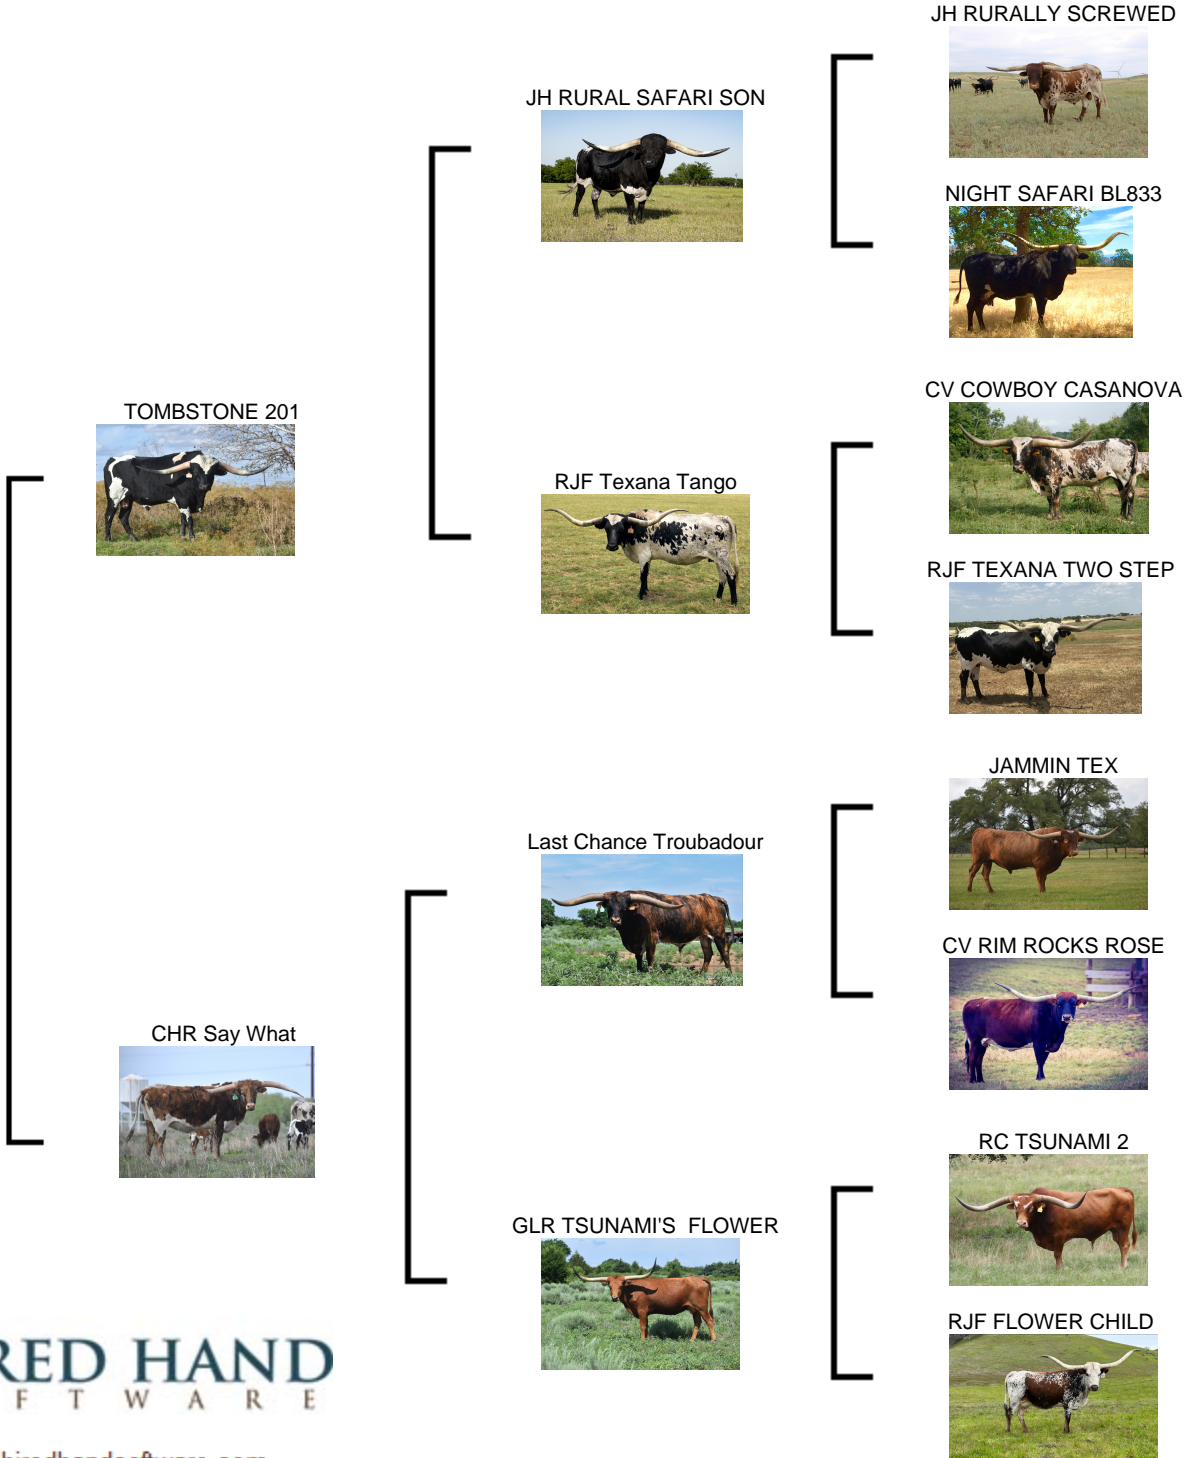 JH RURALLY SCREWED
JH RURAL SAFARI SON
NIGHT SAFARI BL833
TOMBSTONE 201
CV COWBOY CASANOVA
RJF Texana Tango
RJF TEXANA TWO STEP
JAMMIN TEX
Last Chance Troubadour
CV RIM ROCKS ROSE
CHR Say What
RC TSUNAMI 2
GLR TSUNAMI'S  FLOWER
RJF FLOWER CHILD
RED HAND
F T W A R E